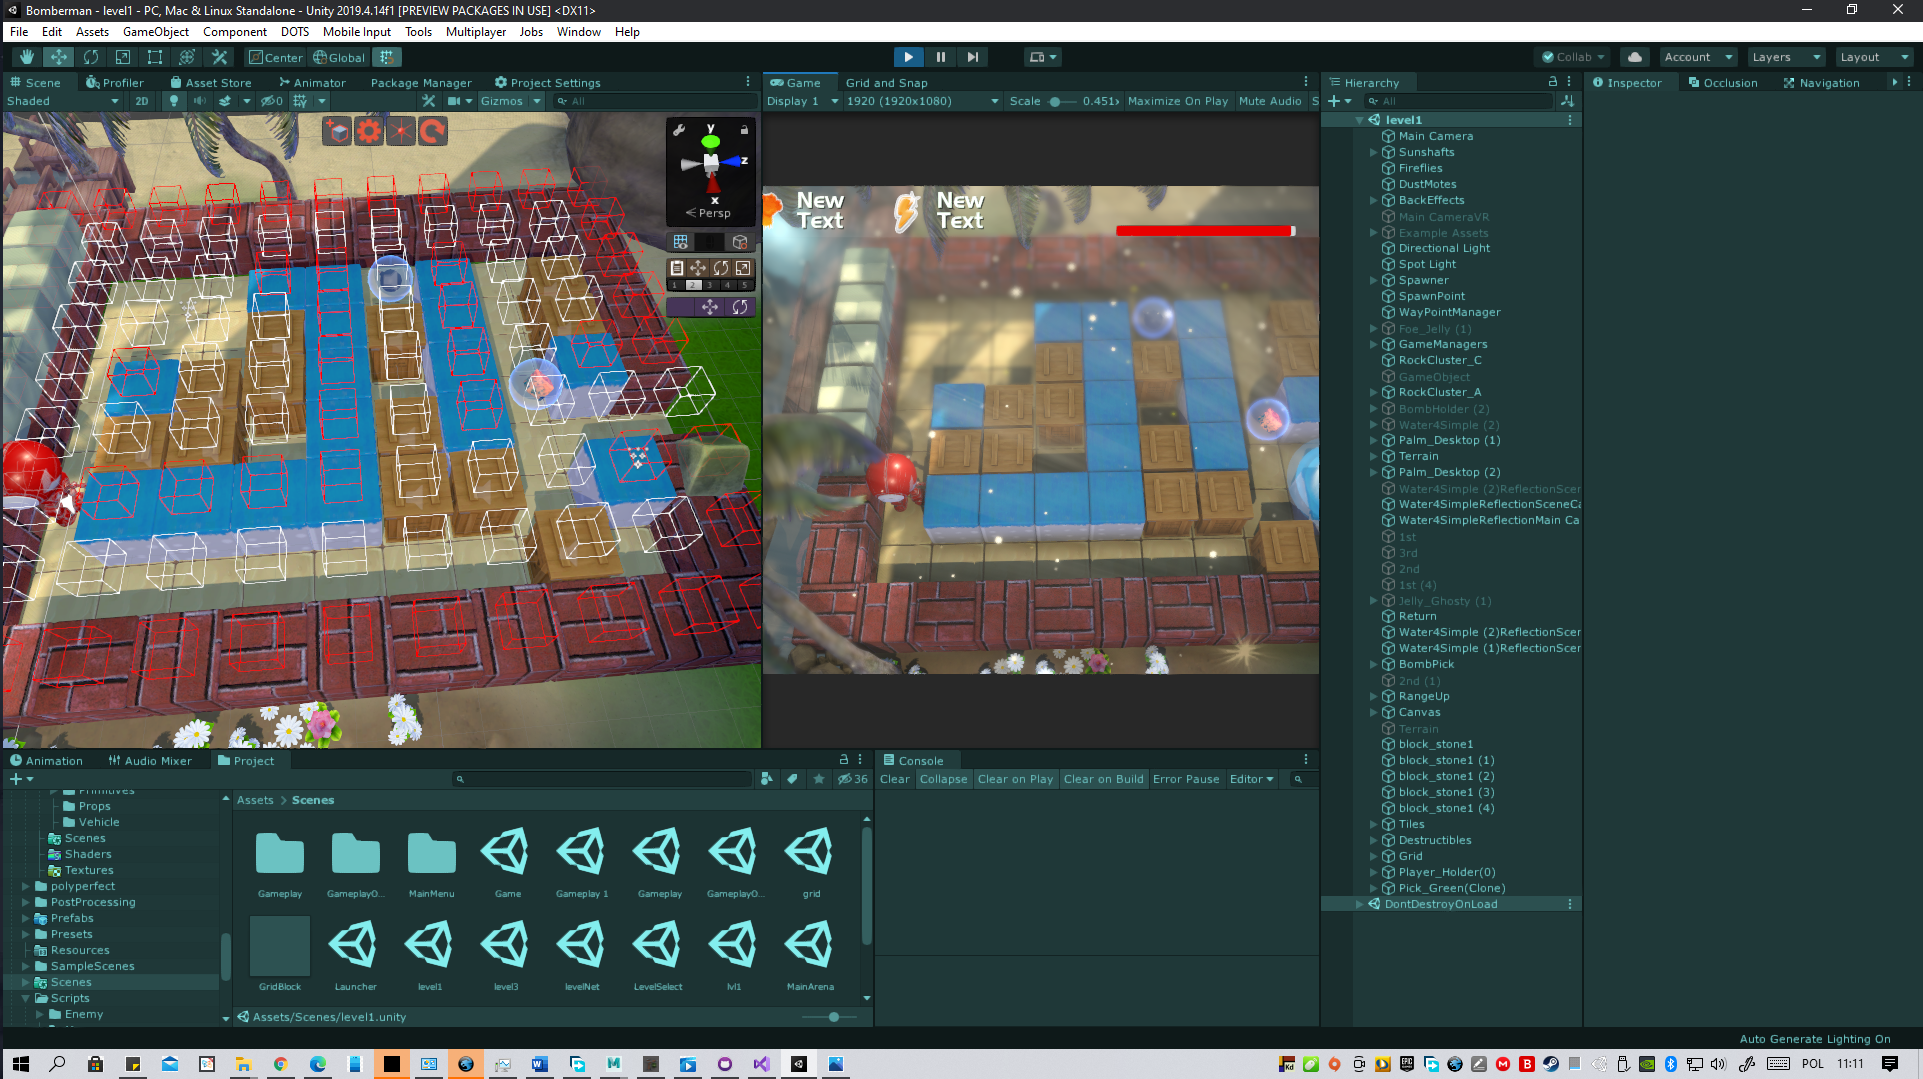 Bomberman - level1 - PC, Mac & Linux Standalone - Unity 2019.4.14f1 [PREVIEW PACKAGES IN USE] <DX11>
File Edit Assets GameObject Component DOTS Mobile Input Tools Multiplayer Jobs Window Help
Center Global
Collab Account Layers Layout
Scene Profiler Asset Store Animator Package Manager Project Settings
Shaded 2D 0 Gizmos All
y
z
x
Persp
1 2 3 4 5
Game Grid and Snap
Display 1 1920 (1920x1080) Scale 0.451x Maximize On Play Mute Audio S
New Text
New Text
Hierarchy
All
level1
Main Camera
Sunshafts
Fireflies
DustMotes
BackEffects
Main CameraVR
Example Assets
Directional Light
Spot Light
Spawner
SpawnPoint
WayPointManager
Foe_Jelly (1)
GameManagers
RockCluster_C
GameObject
RockCluster_A
BombHolder (2)
Water4Simple (2)
Palm_Desktop (1)
Terrain
Palm_Desktop (2)
Water4Simple (2)ReflectionScer
Water4SimpleReflectionSceneCa
Water4SimpleReflectionMain Ca
1st
3rd
2nd
1st (4)
Jelly_Ghosty (1)
Return
Water4Simple (2)ReflectionScer
Water4Simple (1)ReflectionScer
BombPick
2nd (1)
RangeUp
Canvas
Terrain
block_stone1
block_stone1 (1)
block_stone1 (2)
block_stone1 (3)
block_stone1 (4)
Tiles
Destructibles
Grid
Player_Holder(0)
Pick_Green(Clone)
DontDestroyOnLoad
Inspector Occlusion Navigation
Animation Audio Mixer Project
36
Primitives
Props
Vehicle
Scenes
Shaders
Textures
polyperfect
PostProcessing
Prefabs
Presets
Resources
SampleScenes
Scenes
Scripts
Enemy
Assets > Scenes
Gameplay GameplayO... MainMenu Game Gameplay 1 Gameplay GameplayO... grid
GridBlock Launcher level1 level3 levelNet LevelSelect lvl1 MainArena
Assets/Scenes/level1.unity
Console
Clear Collapse Clear on Play Clear on Build Error Pause Editor
Auto Generate Lighting On
POL 11:11